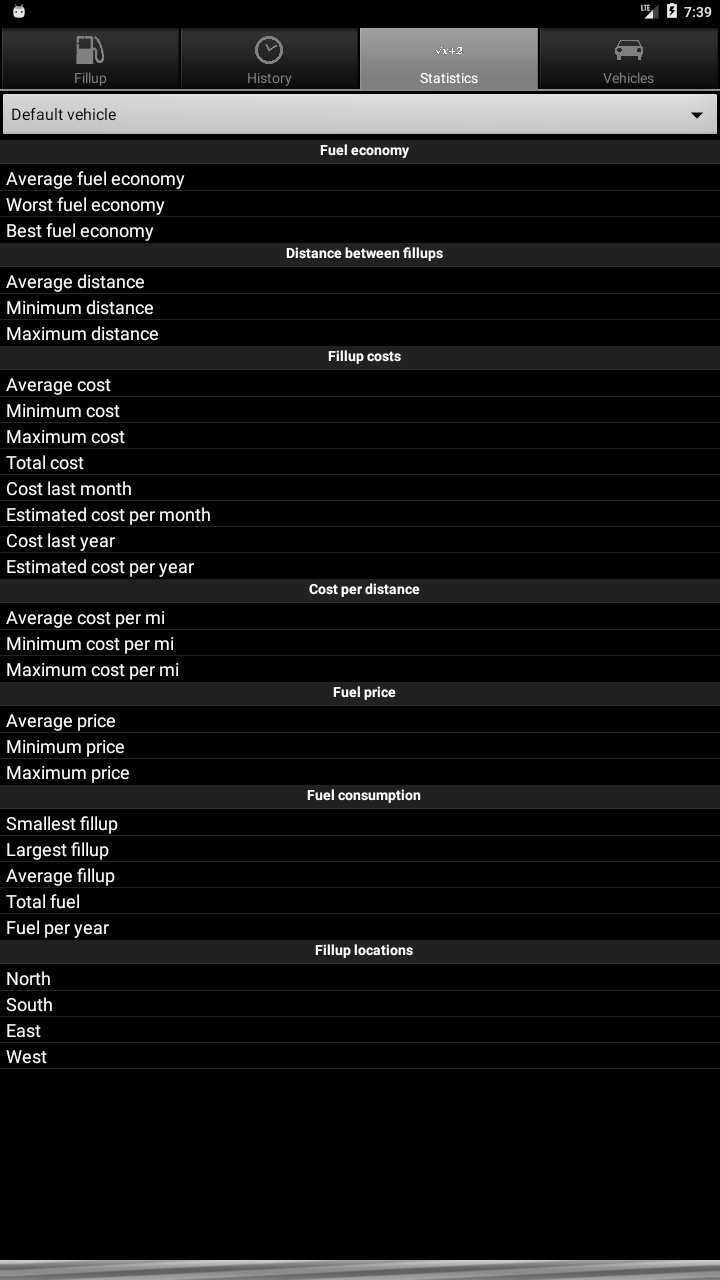 LTE 7:39
√x+2
Fillup History Statistics Vehicles
Default vehicle
Fuel economy
Average fuel economy
Worst fuel economy
Best fuel economy
Distance between fillups
Average distance
Minimum distance
Maximum distance
Fillup costs
Average cost
Minimum cost
Maximum cost
Total cost
Cost last month
Estimated cost per month
Cost last year
Estimated cost per year
Cost per distance
Average cost per mi
Minimum cost per mi
Maximum cost per mi
Fuel price
Average price
Minimum price
Maximum price
Fuel consumption
Smallest fillup
Largest fillup
Average fillup
Total fuel
Fuel per year
Fillup locations
North
South
East
West